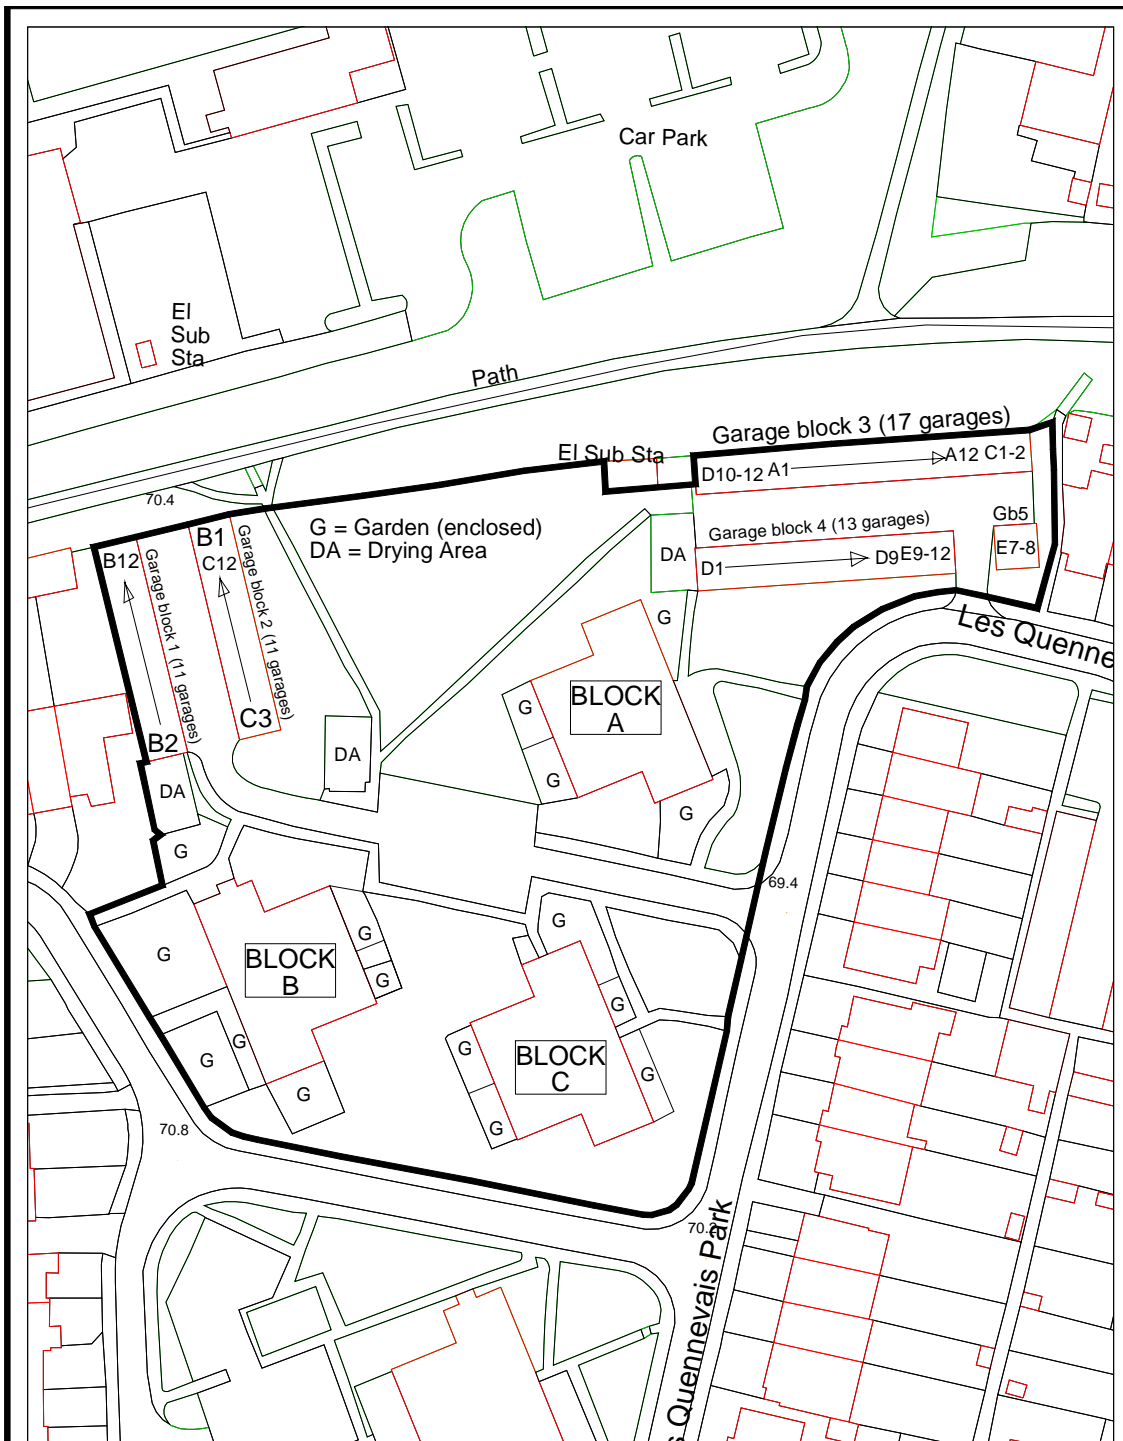 Car Park
El
Sub
Sta
Path
Garage block 3 (17 garages)
El Sub Sta
D10-12 A1
A12 C1-2
70.4
G = Garden (enclosed)
DA = Drying Area
Gb5
Garage block 4 (13 garages)
E7-8
DA
D1
D9 E9-12
B12
B1
C12
Garage block 1 (11 garages)
Garage block 2 (11 garages)
B2
C3
DA
DA
G
G
Les Quenne
BLOCK
A
G
G
G
G
69.4
G
G
G
G
BLOCK
B
G
G
G
G
G
BLOCK
C
G
G
G
70.8
70.2
s Quennevais Park